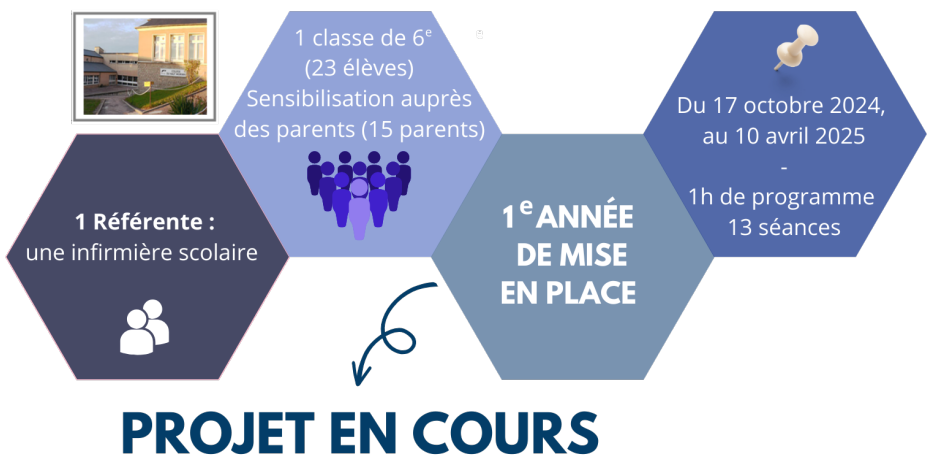 1 Référente :
une infirmière scolaire
1 classe de 6e
(23 élèves)
Sensibilisation auprès
des parents (15 parents)
1e ANNÉE
DE MISE
EN PLACE
Du 17 octobre 2024,
au 10 avril 2025
-
1h de programme
13 séances
PROJET EN COURS